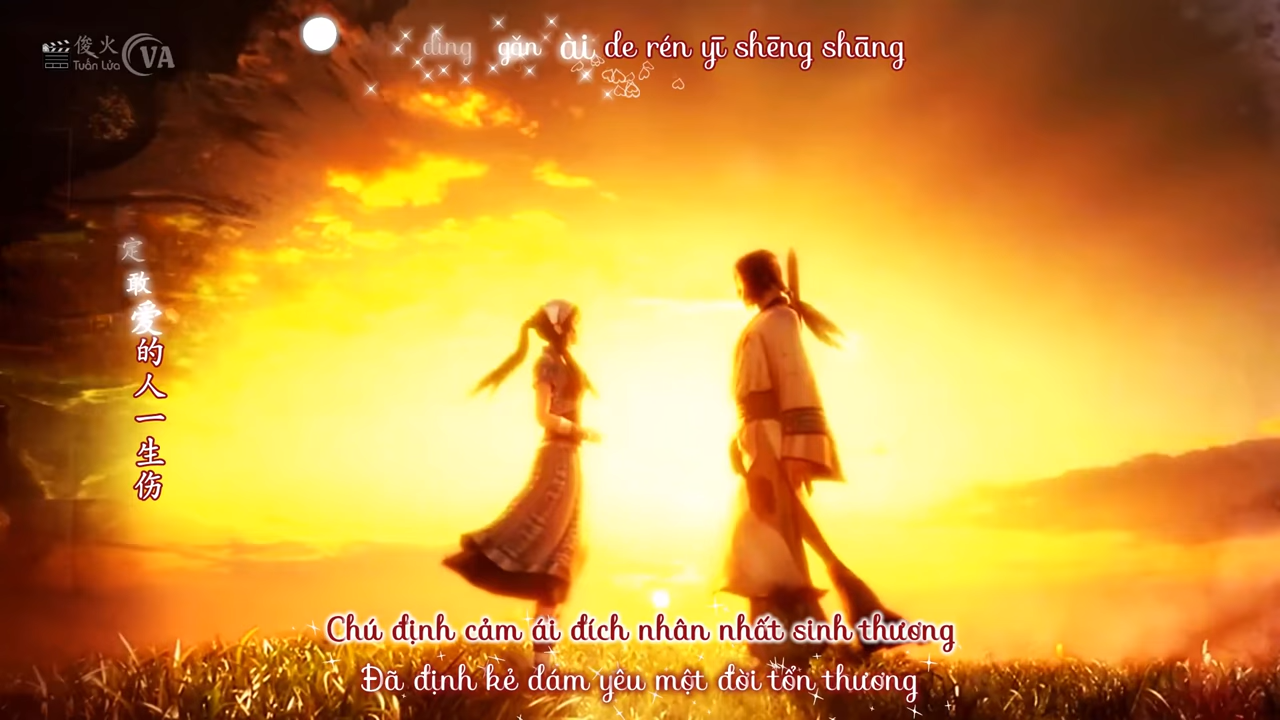 俊火
Tuấn Lửa
CVA
dìng gǎn ài de rén yī shēng shāng
定敢爱的人一生伤
Chú định cảm ái đích nhân nhất sinh thương
Đã định kẻ dám yêu một đời tổn thương